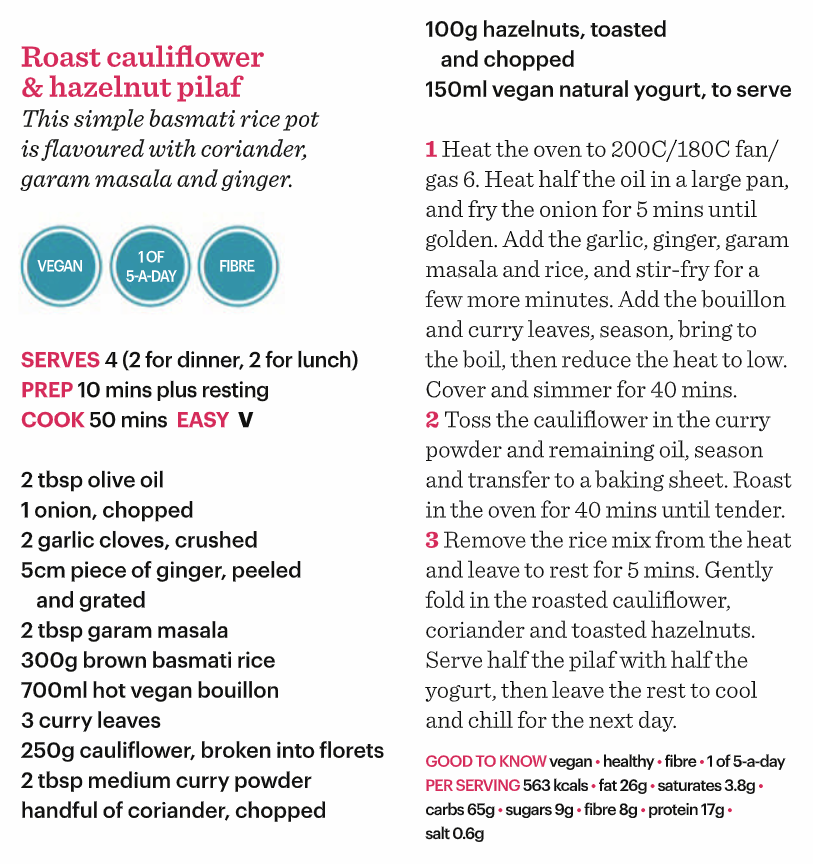 Roast cauliflower
& hazelnut pilaf
This simple basmati rice pot
is flavoured with coriander,
garam masala and ginger.
VEGAN
1 OF
5-A-DAY
FIBRE
SERVES 4 (2 for dinner, 2 for lunch)
PREP 10 mins plus resting
COOK 50 mins EASY V
2 tbsp olive oil
1 onion, chopped
2 garlic cloves, crushed
5cm piece of ginger, peeled
and grated
2 tbsp garam masala
300g brown basmati rice
700ml hot vegan bouillon
3 curry leaves
250g cauliflower, broken into florets
2 tbsp medium curry powder
handful of coriander, chopped
100g hazelnuts, toasted
and chopped
150ml vegan natural yogurt, to serve
1 Heat the oven to 200C/180C fan/
gas 6. Heat half the oil in a large pan,
and fry the onion for 5 mins until
golden. Add the garlic, ginger, garam
masala and rice, and stir-fry for a
few more minutes. Add the bouillon
and curry leaves, season, bring to
the boil, then reduce the heat to low.
Cover and simmer for 40 mins.
2 Toss the cauliflower in the curry
powder and remaining oil, season
and transfer to a baking sheet. Roast
in the oven for 40 mins until tender.
3 Remove the rice mix from the heat
and leave to rest for 5 mins. Gently
fold in the roasted cauliflower,
coriander and toasted hazelnuts.
Serve half the pilaf with half the
yogurt, then leave the rest to cool
and chill for the next day.
GOOD TO KNOW vegan • healthy • fibre • 1 of 5-a-day
PER SERVING 563 kcals • fat 26g • saturates 3.8g •
carbs 65g • sugars 9g • fibre 8g • protein 17g •
salt 0.6g